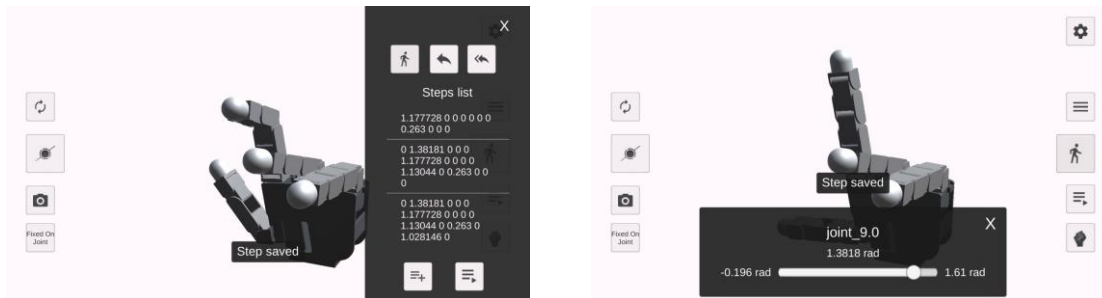 X
Steps list
1.177728 0 0 0 0 0 0
0.263 0 0 0
0 1.38181 0 0 0
1.177728 0 0 0 0
1.13044 0 0.263 0 0
0
0 1.38181 0 0 0
1.177728 0 0 0 0
1.13044 0 0.263 0
1.028146 0
Fixed On
Joint
Step saved
Fixed On
Joint
Step saved
X
joint_9.0
1.3818 rad
-0.196 rad
1.61 rad